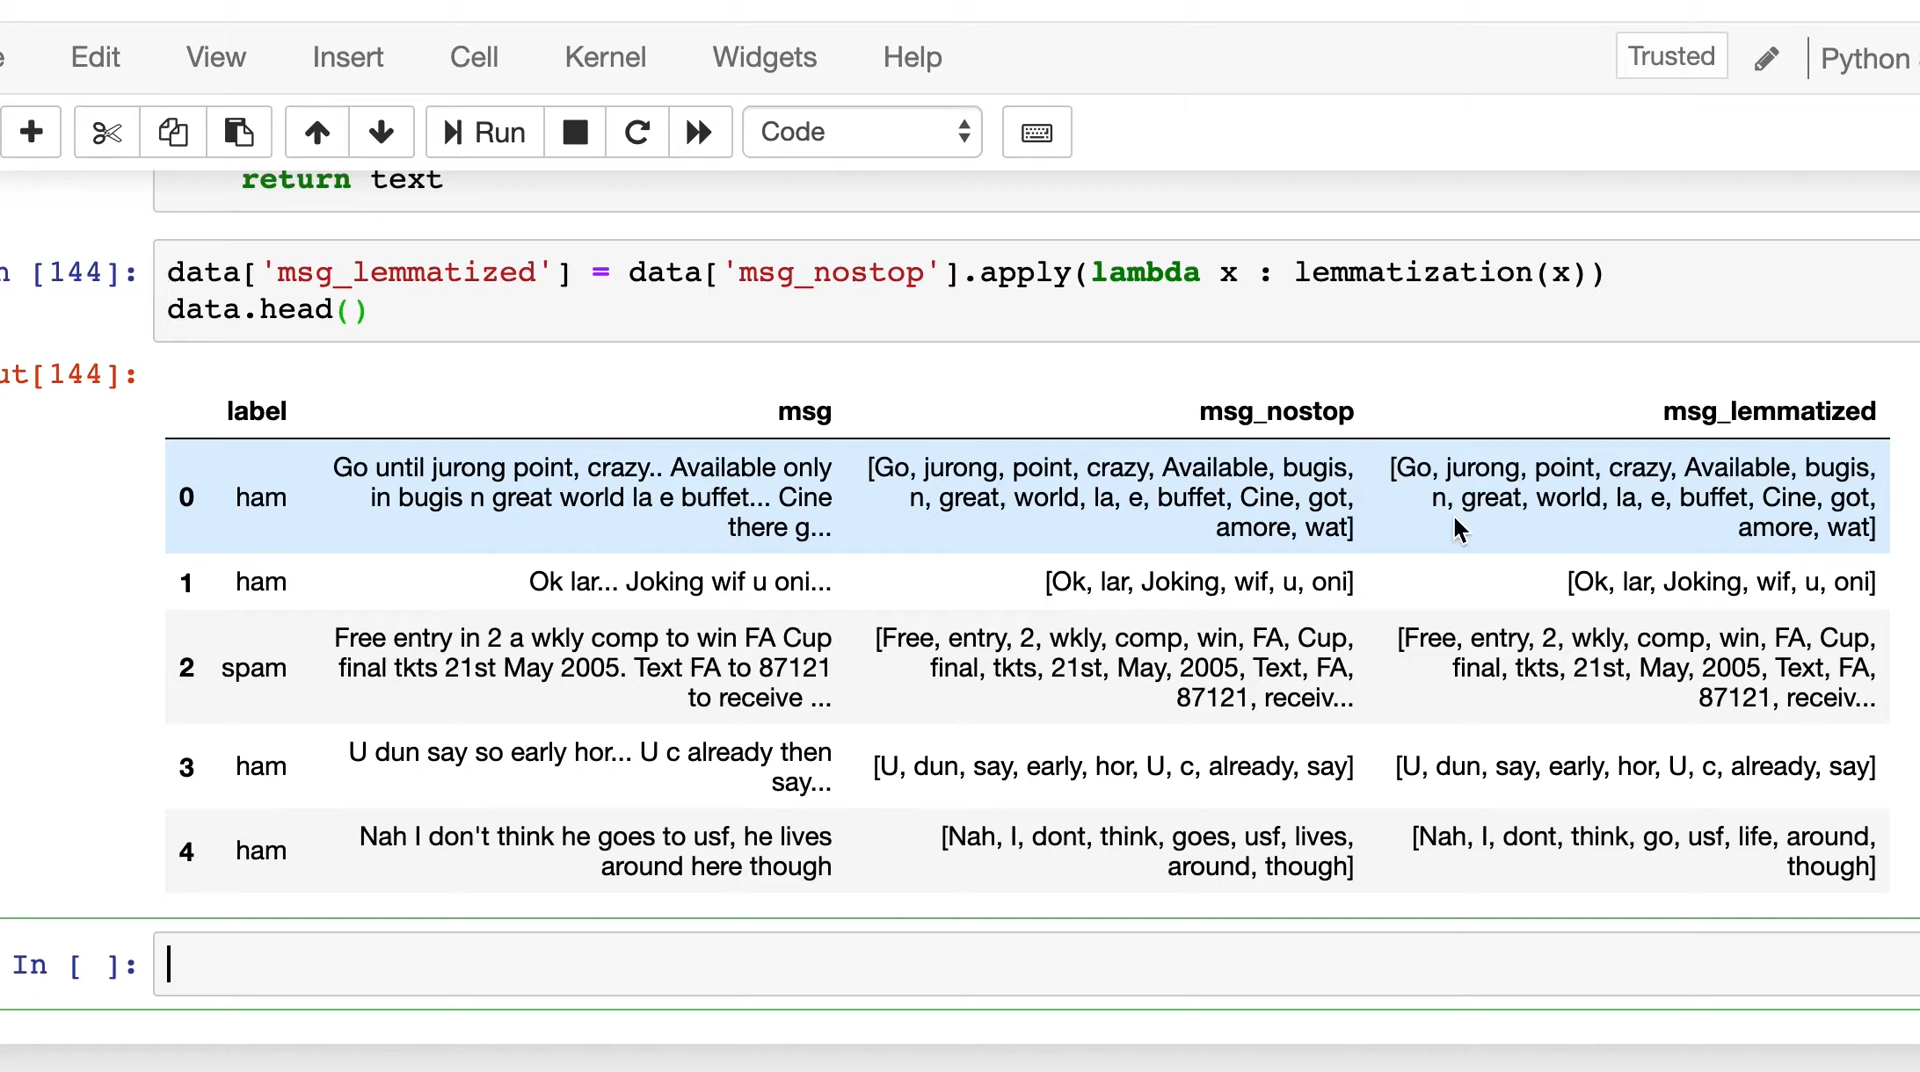 Edit View Insert Cell Kernel Widgets Help Trusted Python
Run Code
return text
[144]: data['msg_lemmatized'] = data['msg_nostop'].apply(lambda x : lemmatization(x))
data.head()
ut[144]:
label msg msg_nostop msg_lemmatized
Go until jurong point, crazy.. Available only [Go, jurong, point, crazy, Available, bugis, [Go, jurong, point, crazy, Available, bugis,
0 ham in bugis n great world la e buffet... Cine n, great, world, la, e, buffet, Cine, got, n, great, world, la, e, buffet, Cine, got,
there g... amore, wat] amore, wat]
1 ham Ok lar... Joking wif u oni... [Ok, lar, Joking, wif, u, oni] [Ok, lar, Joking, wif, u, oni]
Free entry in 2 a wkly comp to win FA Cup [Free, entry, 2, wkly, comp, win, FA, Cup, [Free, entry, 2, wkly, comp, win, FA, Cup,
2 spam final tkts 21st May 2005. Text FA to 87121 final, tkts, 21st, May, 2005, Text, FA, final, tkts, 21st, May, 2005, Text, FA,
to receive ... 87121, receiv... 87121, receiv...
U dun say so early hor... U c already then
3 ham say... [U, dun, say, early, hor, U, c, already, say] [U, dun, say, early, hor, U, c, already, say]
Nah I don't think he goes to usf, he lives [Nah, I, dont, think, goes, usf, lives, [Nah, I, dont, think, go, usf, life, around,
4 ham around here though around, though] though]
In [ ]: